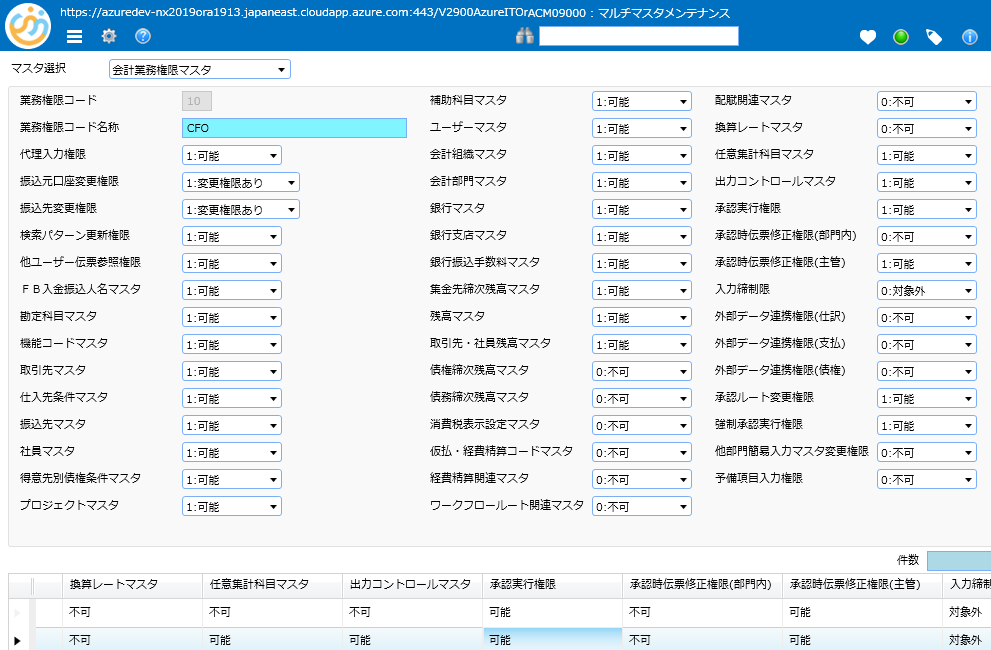 https://azuredev-nx2019ora1913.japaneast.cloudapp.azure.com:443/V2900AzureITOrACM09000：マルチマスタメンテナンス
マスタ選択 会計業務権限マスタ
業務権限コード 10
業務権限コード名称 CFO
代理入力権限 1:可能
振込元口座変更権限 1:変更権限あり
振込先変更権限 1:変更権限あり
検索パターン更新権限 1:可能
他ユーザー伝票参照権限 1:可能
ＦＢ入金振込人名マスタ 1:可能
勘定科目マスタ 1:可能
機能コードマスタ 1:可能
取引先マスタ 1:可能
仕入先条件マスタ 1:可能
振込先マスタ 1:可能
社員マスタ 1:可能
得意先別債権条件マスタ 1:可能
プロジェクトマスタ 1:可能
補助科目マスタ 1:可能
ユーザーマスタ 1:可能
会計組織マスタ 1:可能
会計部門マスタ 1:可能
銀行マスタ 1:可能
銀行支店マスタ 1:可能
銀行振込手数料マスタ 1:可能
集金先締次残高マスタ 1:可能
残高マスタ 1:可能
取引先・社員残高マスタ 1:可能
債権締次残高マスタ 0:不可
債務締次残高マスタ 0:不可
消費税表示設定マスタ 0:不可
仮払・経費精算コードマスタ 0:不可
経費精算関連マスタ 0:不可
ワークフロールート関連マスタ 0:不可
配賦関連マスタ 0:不可
換算レートマスタ 0:不可
任意集計科目マスタ 1:可能
出力コントロールマスタ 1:可能
承認実行権限 1:可能
承認時伝票修正権限(部門内) 0:不可
承認時伝票修正権限(主管) 1:可能
入力締制限 0:対象外
外部データ連携権限(仕訳) 0:不可
外部データ連携権限(支払) 0:不可
外部データ連携権限(債権) 0:不可
承認ルート変更権限 1:可能
強制承認実行権限 1:可能
他部門簡易入力マスタ変更権限 0:不可
予備項目入力権限 0:不可
件数
換算レートマスタ 任意集計科目マスタ 出力コントロールマスタ 承認実行権限 承認時伝票修正権限(部門内) 承認時伝票修正権限(主管) 入力締制
不可 不可 不可 可能 不可 可能 対象外
不可 可能 可能 可能 不可 可能 対象外